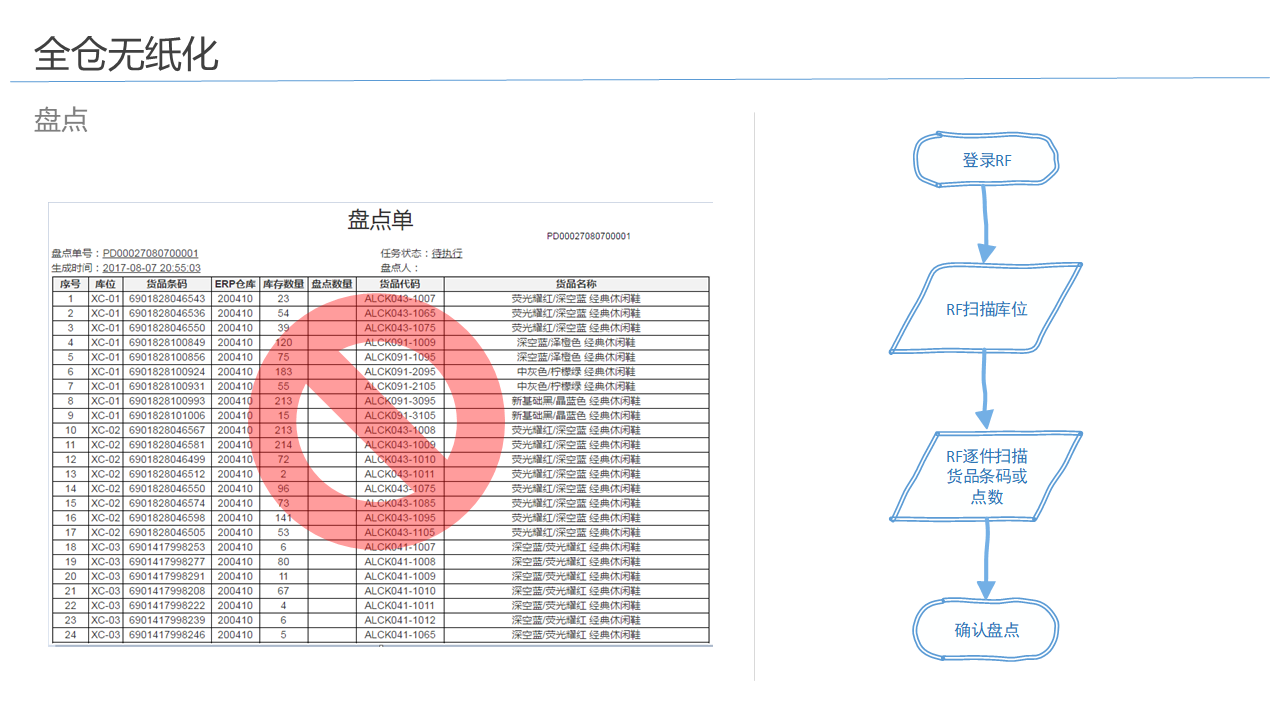 全仓无纸化
盘点
盘点单
PD00027080700001
盘点单号：PD00027080700001 任务状态：待执行
生成时间：2017-08-07 20:55:03 盘点人：
序号 库位 货品条码 ERP仓库 库存数量 盘点数量 货品代码 货品名称
1 XC-01 6901828046543 200410 23 ALCK043-1007 荧光耀红/深空蓝 经典休闲鞋
2 XC-01 6901828046536 200410 54 ALCK043-1065 荧光耀红/深空蓝 经典休闲鞋
3 XC-01 6901828046550 200410 39 ALCK043-1075 荧光耀红/深空蓝 经典休闲鞋
4 XC-01 6901828100849 200410 120 ALCK091-1009 深空蓝/泽橙色 经典休闲鞋
5 XC-01 6901828100856 200410 75 ALCK091-1095 深空蓝/泽橙色 经典休闲鞋
6 XC-01 6901828100924 200410 183 ALCK091-2095 中灰色/柠檬绿 经典休闲鞋
7 XC-01 6901828100931 200410 55 ALCK091-2105 中灰色/柠檬绿 经典休闲鞋
8 XC-01 6901828100993 200410 213 ALCK091-3095 新基础黑/晶蓝色 经典休闲鞋
9 XC-01 6901828101006 200410 15 ALCK091-3105 新基础黑/晶蓝色 经典休闲鞋
10 XC-02 6901828046567 200410 213 ALCK043-1008 荧光耀红/深空蓝 经典休闲鞋
11 XC-02 6901828046581 200410 214 ALCK043-1009 荧光耀红/深空蓝 经典休闲鞋
12 XC-02 6901828046499 200410 72 ALCK043-1010 荧光耀红/深空蓝 经典休闲鞋
13 XC-02 6901828046512 200410 2 ALCK043-1011 荧光耀红/深空蓝 经典休闲鞋
14 XC-02 6901828046550 200410 96 ALCK043-1075 荧光耀红/深空蓝 经典休闲鞋
15 XC-02 6901828046574 200410 73 ALCK043-1085 荧光耀红/深空蓝 经典休闲鞋
16 XC-02 6901828046598 200410 141 ALCK043-1095 荧光耀红/深空蓝 经典休闲鞋
17 XC-02 6901828046505 200410 53 ALCK043-1105 荧光耀红/深空蓝 经典休闲鞋
18 XC-03 6901417998253 200410 6 ALCK041-1007 深空蓝/荧光耀红 经典休闲鞋
19 XC-03 6901417998277 200410 80 ALCK041-1008 深空蓝/荧光耀红 经典休闲鞋
20 XC-03 6901417998291 200410 11 ALCK041-1009 深空蓝/荧光耀红 经典休闲鞋
21 XC-03 6901417998208 200410 67 ALCK041-1010 深空蓝/荧光耀红 经典休闲鞋
22 XC-03 6901417998222 200410 4 ALCK041-1011 深空蓝/荧光耀红 经典休闲鞋
23 XC-03 6901417998239 200410 6 ALCK041-1012 深空蓝/荧光耀红 经典休闲鞋
24 XC-03 6901417998246 200410 5 ALCK041-1065 深空蓝/荧光耀红 经典休闲鞋
登录RF
RF扫描库位
RF逐件扫描
货品条码或
点数
确认盘点